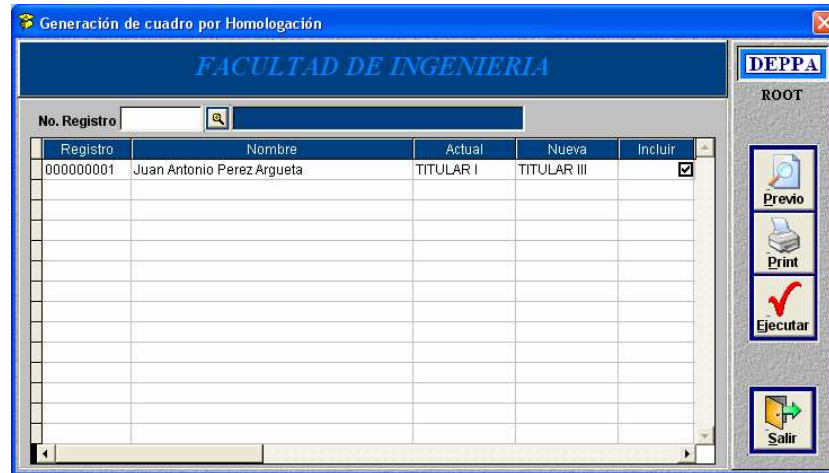 Generación de cuadro por Homologación
FACULTAD DE INGENIERIA
DEPPA
ROOT
No. Registro
Registro Nombre Actual Nueva Incluir
000000001 Juan Antonio Perez Argueta TITULAR I TITULAR III
Previo
Print
Ejecutar
Salir